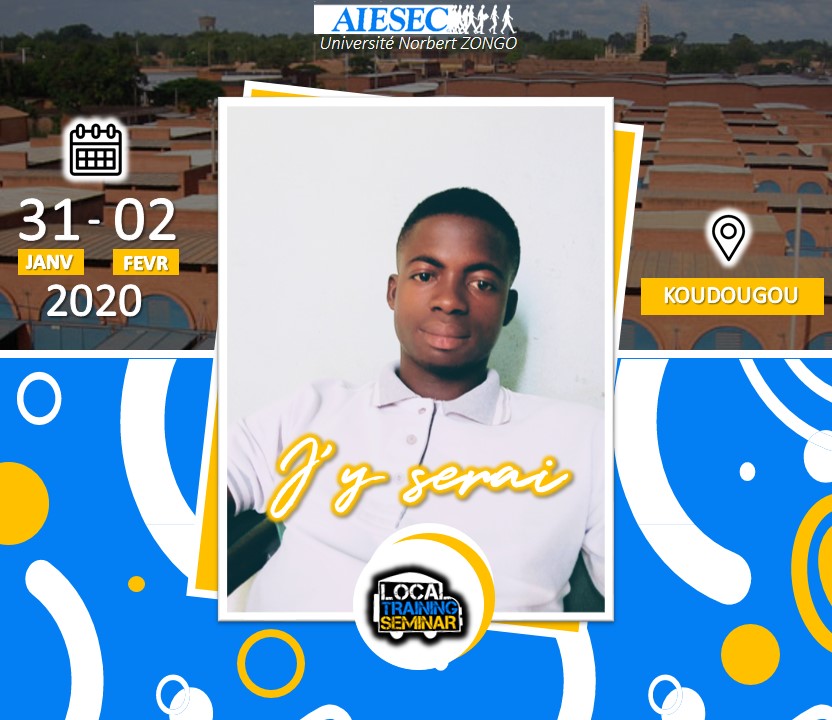 AIESEC
Université Norbert ZONGO
31 - 02
JANV FEVR
2020
KOUDOUGOU
J'y serai
LOCAL
TRAINING
SEMINAR